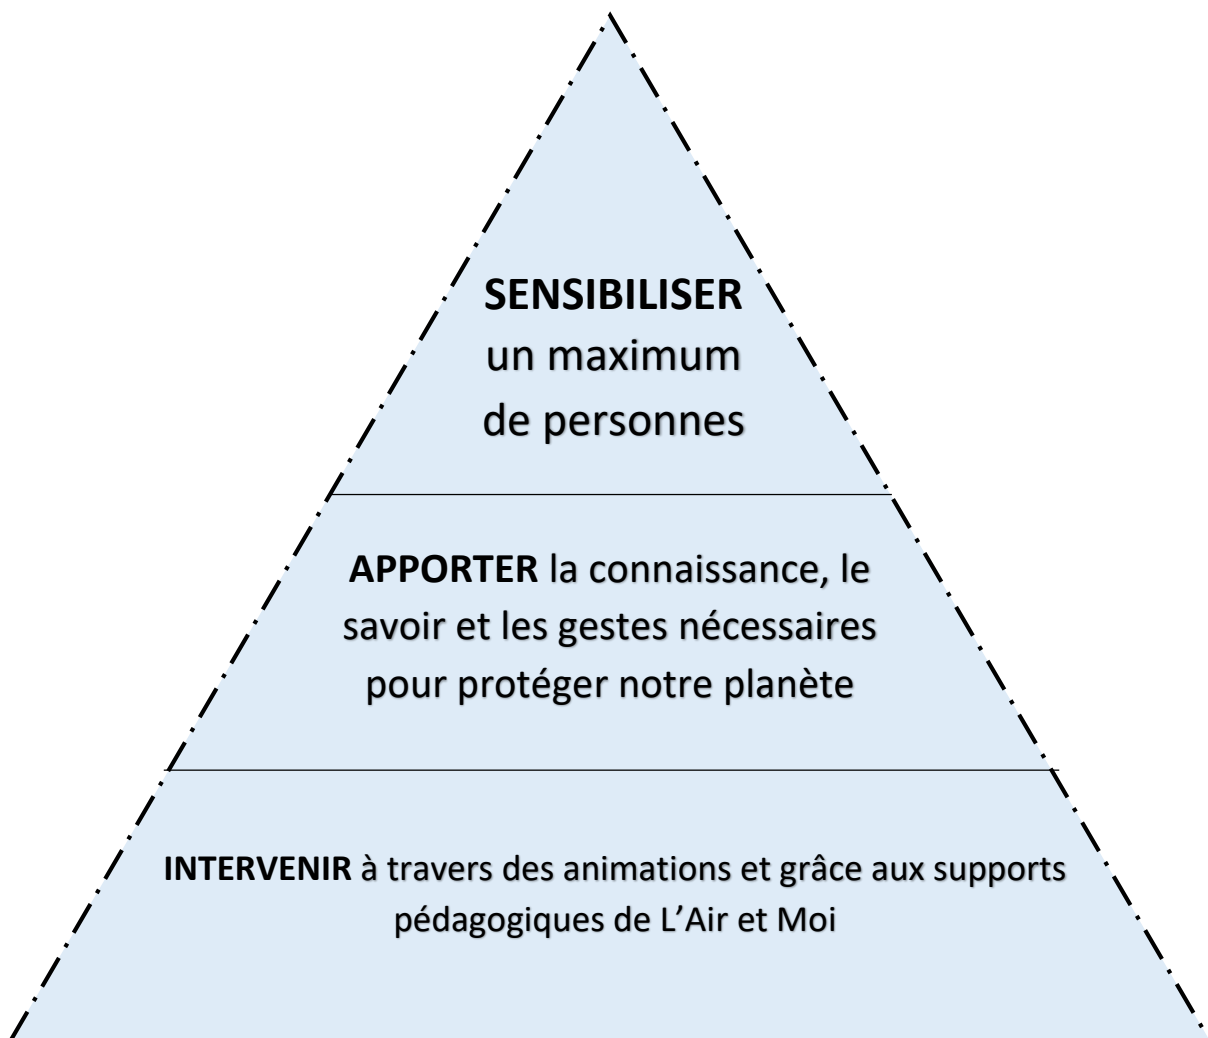 SENSIBILISER
un maximum
de personnes
APPORTER la connaissance, le
savoir et les gestes nécessaires
pour protéger notre planète
INTERVENIR à travers des animations et grâce aux supports
pédagogiques de L’Air et Moi